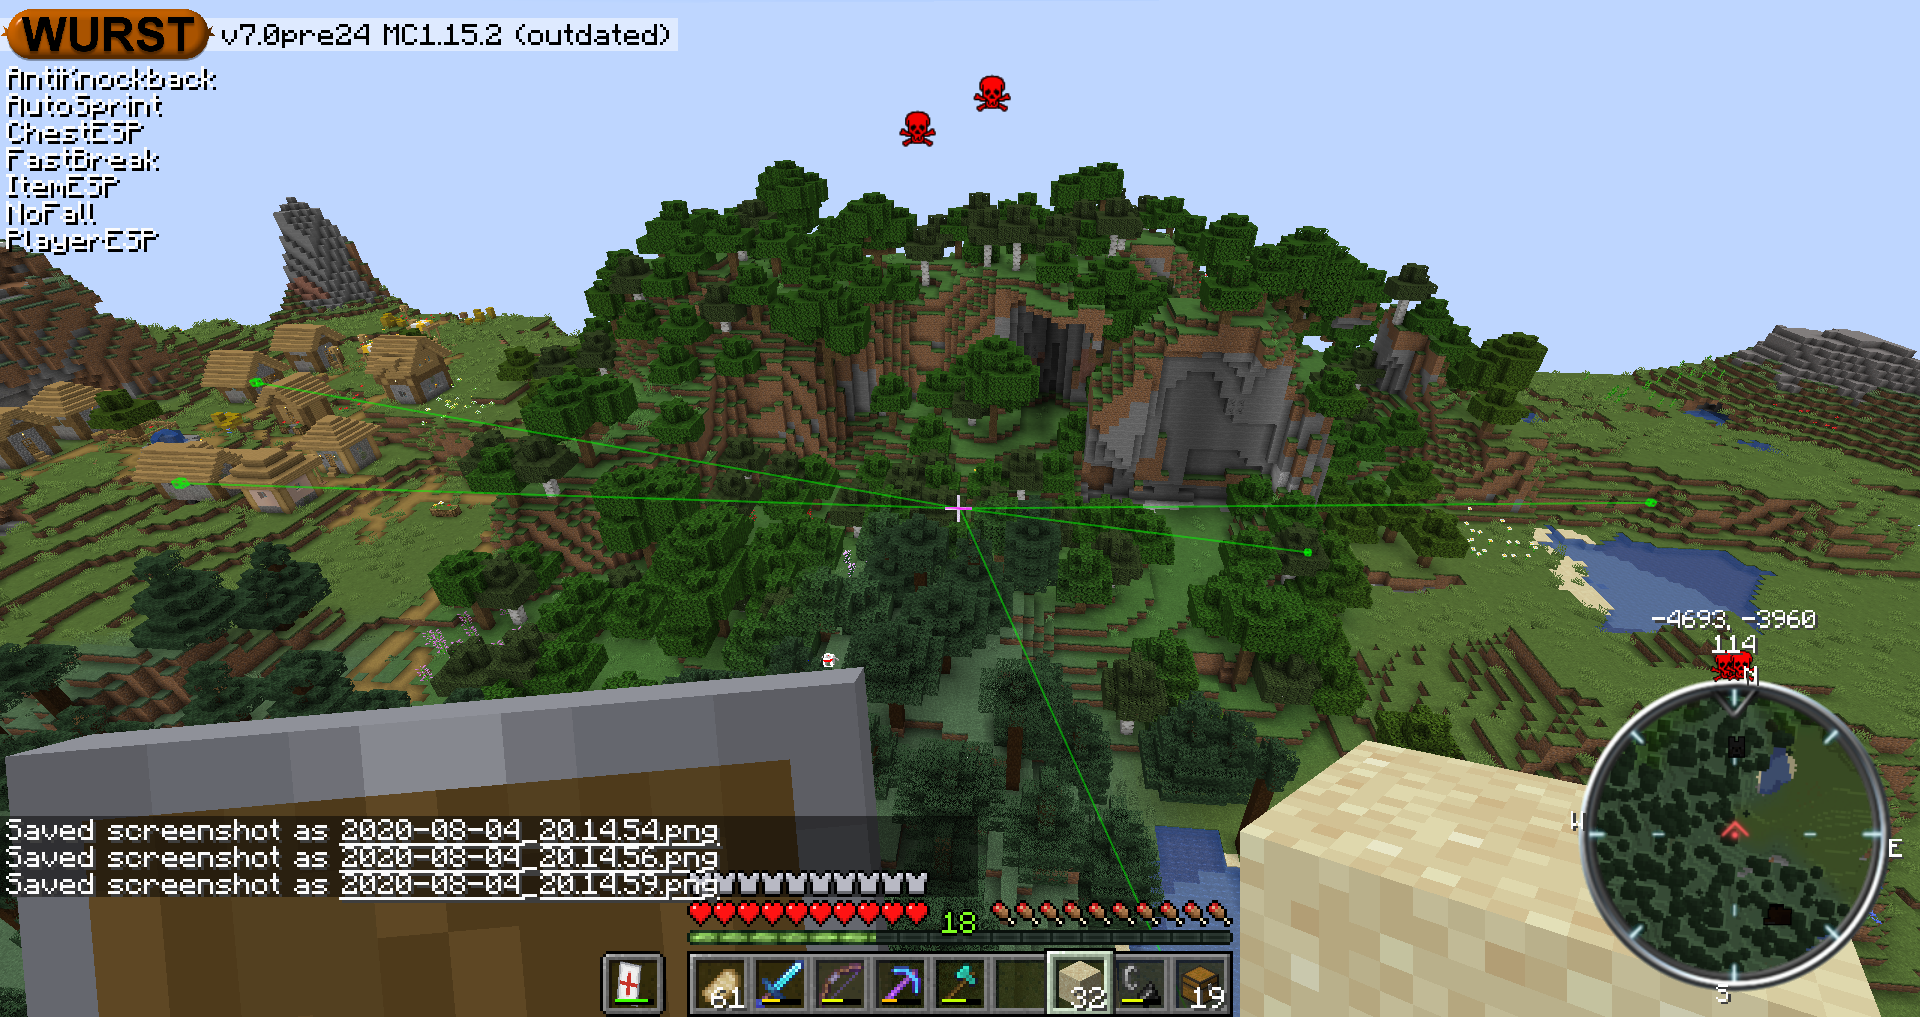 WURST v7.0pre24 MC1.15.2 (outdated)
AntiKnockback
AutoSprint
ChestESP
FastBreak
ItemESP
NoFall
PlayerESP
-4693, -3960
114
N
W
E
S
Saved screenshot as 2020-08-04_20.14.54.png
Saved screenshot as 2020-08-04_20.14.56.png
Saved screenshot as 2020-08-04_20.14.59.png
18
61
32
19